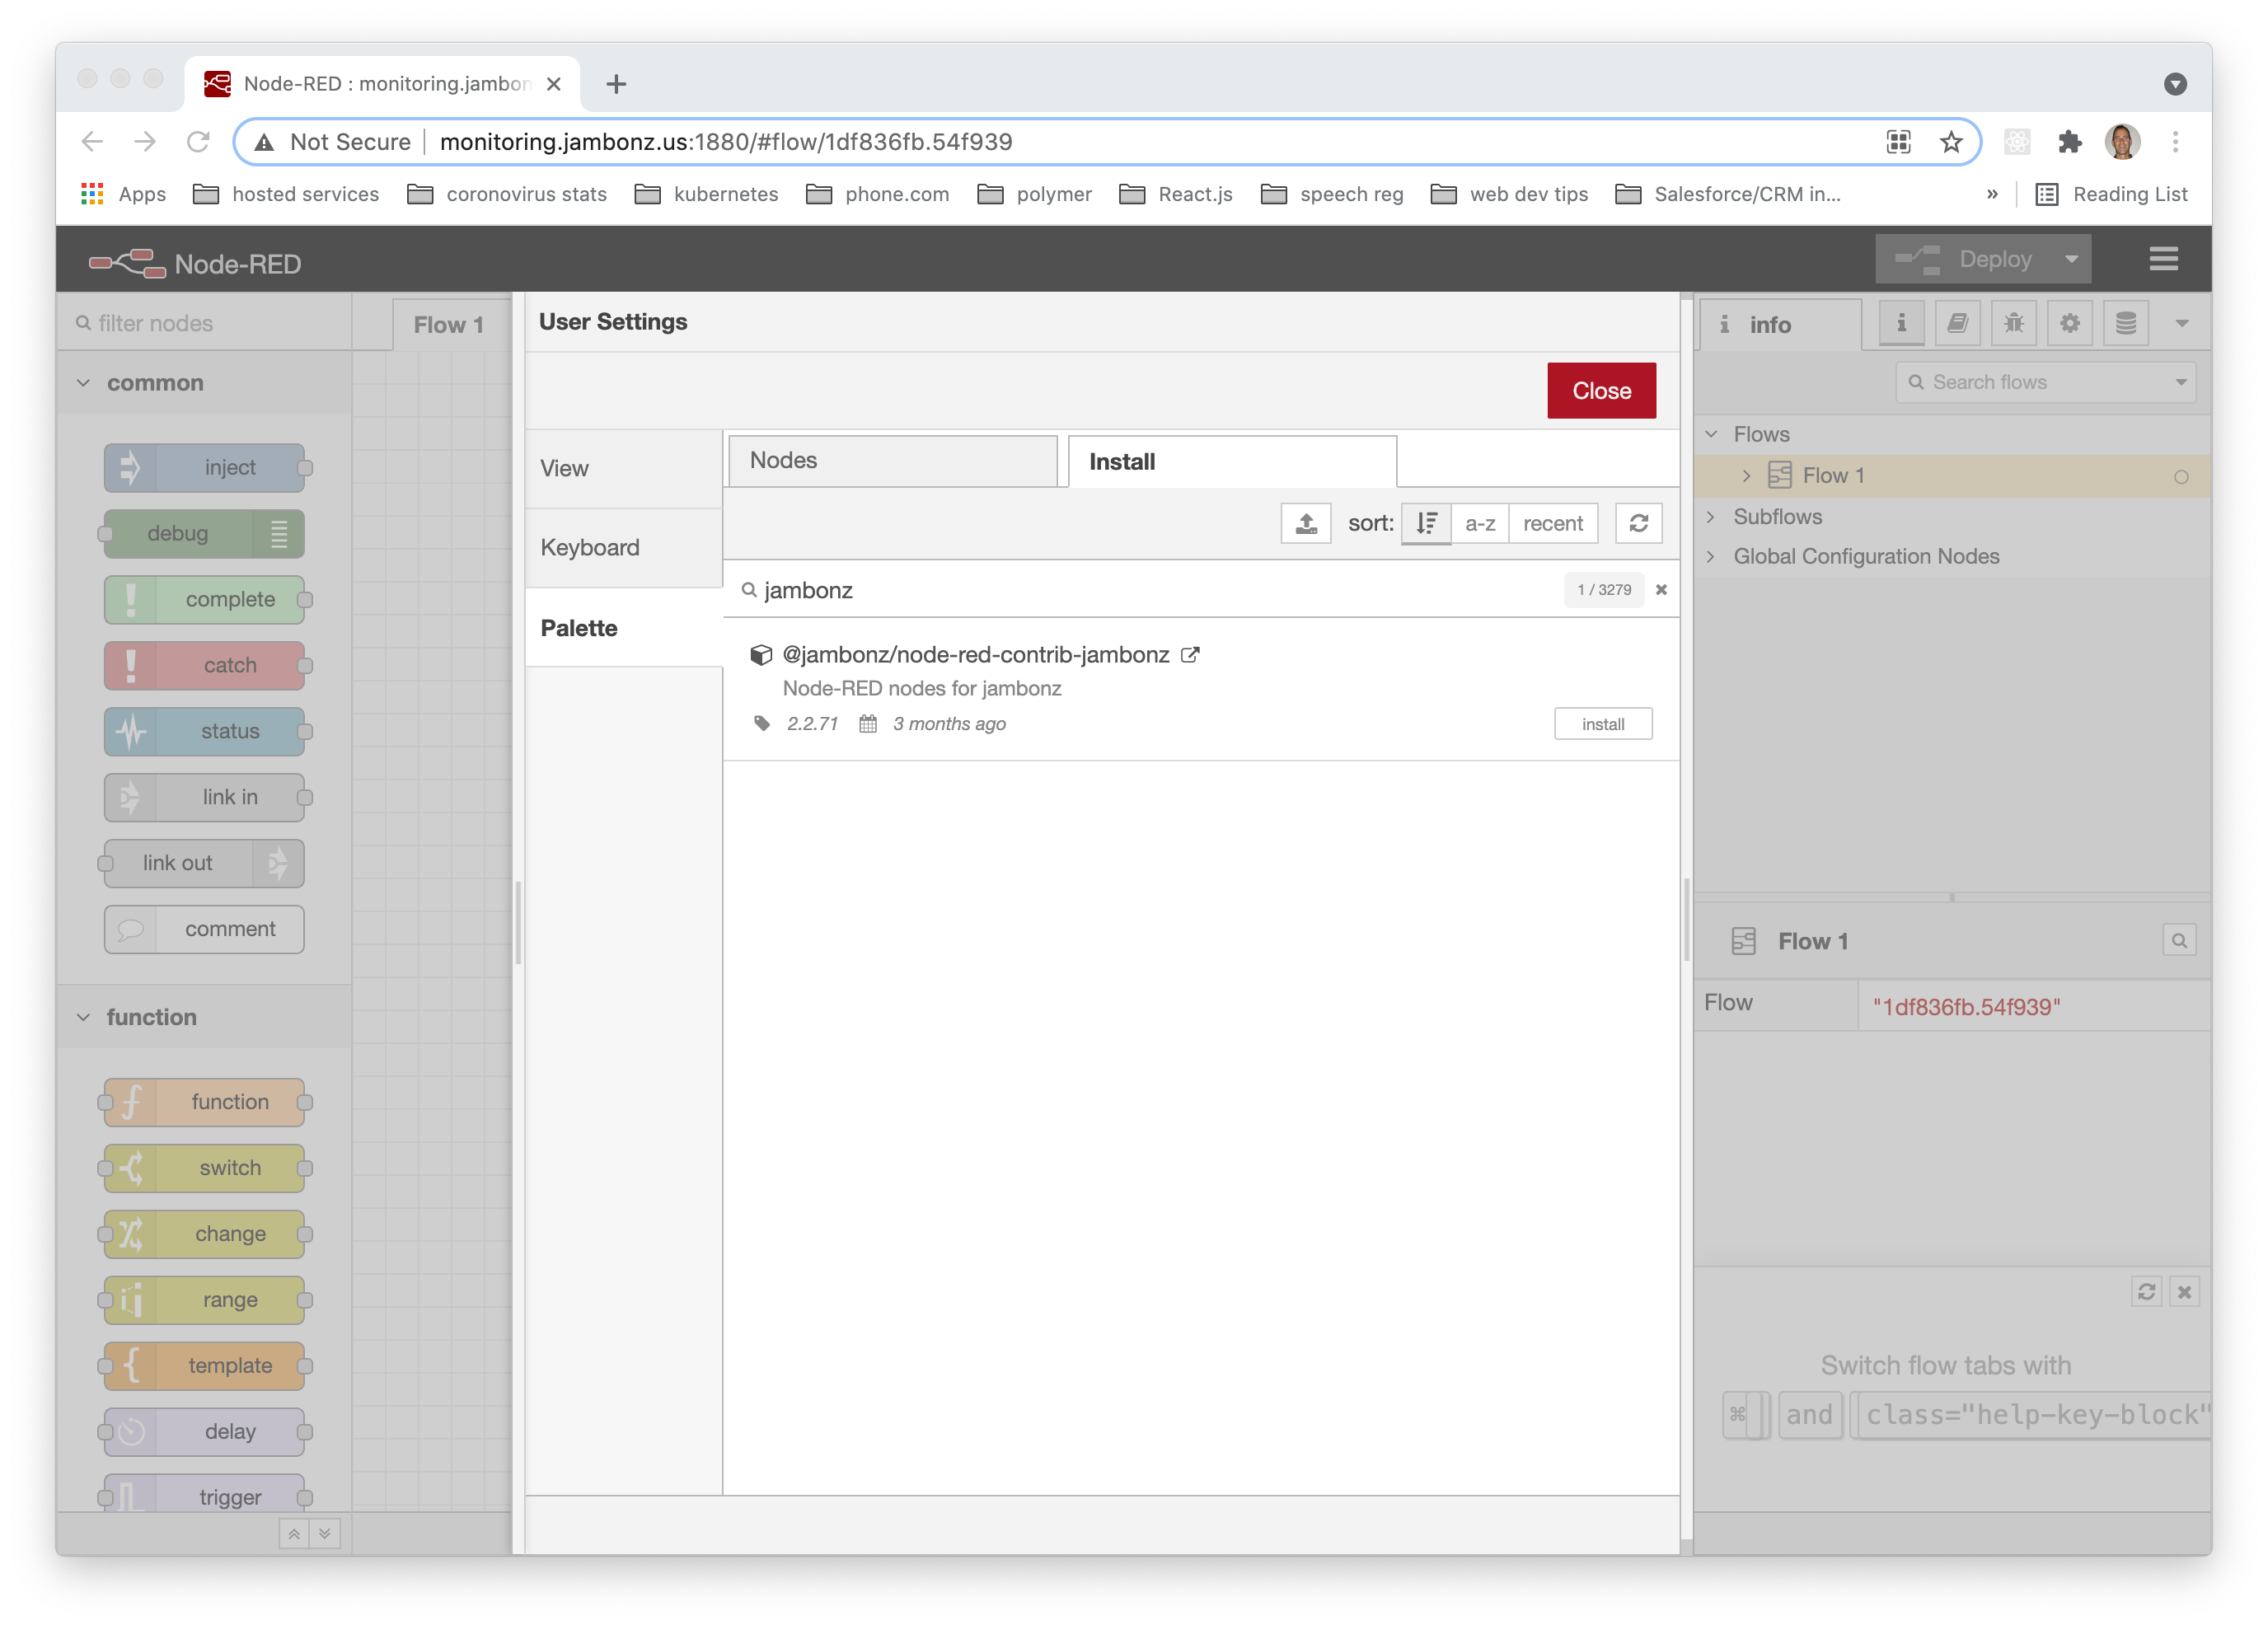 Node-RED : monitoring.jambon
Not Secure | monitoring.jambonz.us:1880/#flow/1df836fb.54f939
Apps hosted services coronovirus stats kubernetes phone.com polymer React.js speech reg web dev tips Salesforce/CRM in... » Reading List
Node-RED Deploy
filter nodes
Flow 1
User Settings
info
Search flows
Close
common
inject
debug
complete
catch
status
link in
link out
comment
function
function
switch
change
range
template
delay
trigger
View
Keyboard
Palette
Nodes Install
sort: a-z recent
jambonz 1 / 3279
@jambonz/node-red-contrib-jambonz
Node-RED nodes for jambonz
2.2.71 3 months ago install
Flows
Flow 1
Subflows
Global Configuration Nodes
Flow 1
Flow "1df836fb.54f939"
Switch flow tabs with
⌘ and class="help-key-block"